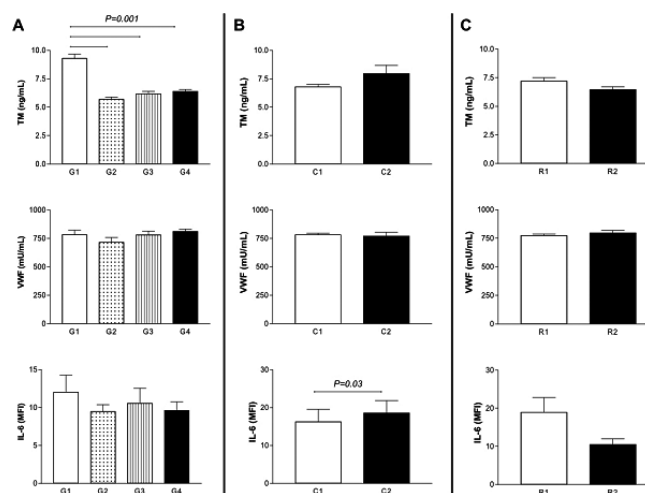 A
B
C
P=0.001
TM (ng/mL)
10.0
7.5
5.0
2.5
0.0
G1 G2 G3 G4
TM (ng/mL)
10.0
7.5
5.0
2.5
0.0
C1 C2
TM (ng/mL)
10.0
7.5
5.0
2.5
0.0
R1 R2
VWF (mU/mL)
1000
750
500
250
0
G1 G2 G3 G4
VWF (mU/mL)
1000
750
500
250
0
C1 C2
VWF (mU/mL)
1000
750
500
250
0
R1 R2
IL-6 (MFI)
15
10
5
0
G1 G2 G3 G4
P=0.03
IL-6 (MFI)
30
20
10
0
C1 C2
IL-6 (MFI)
30
20
10
0
R1 R2